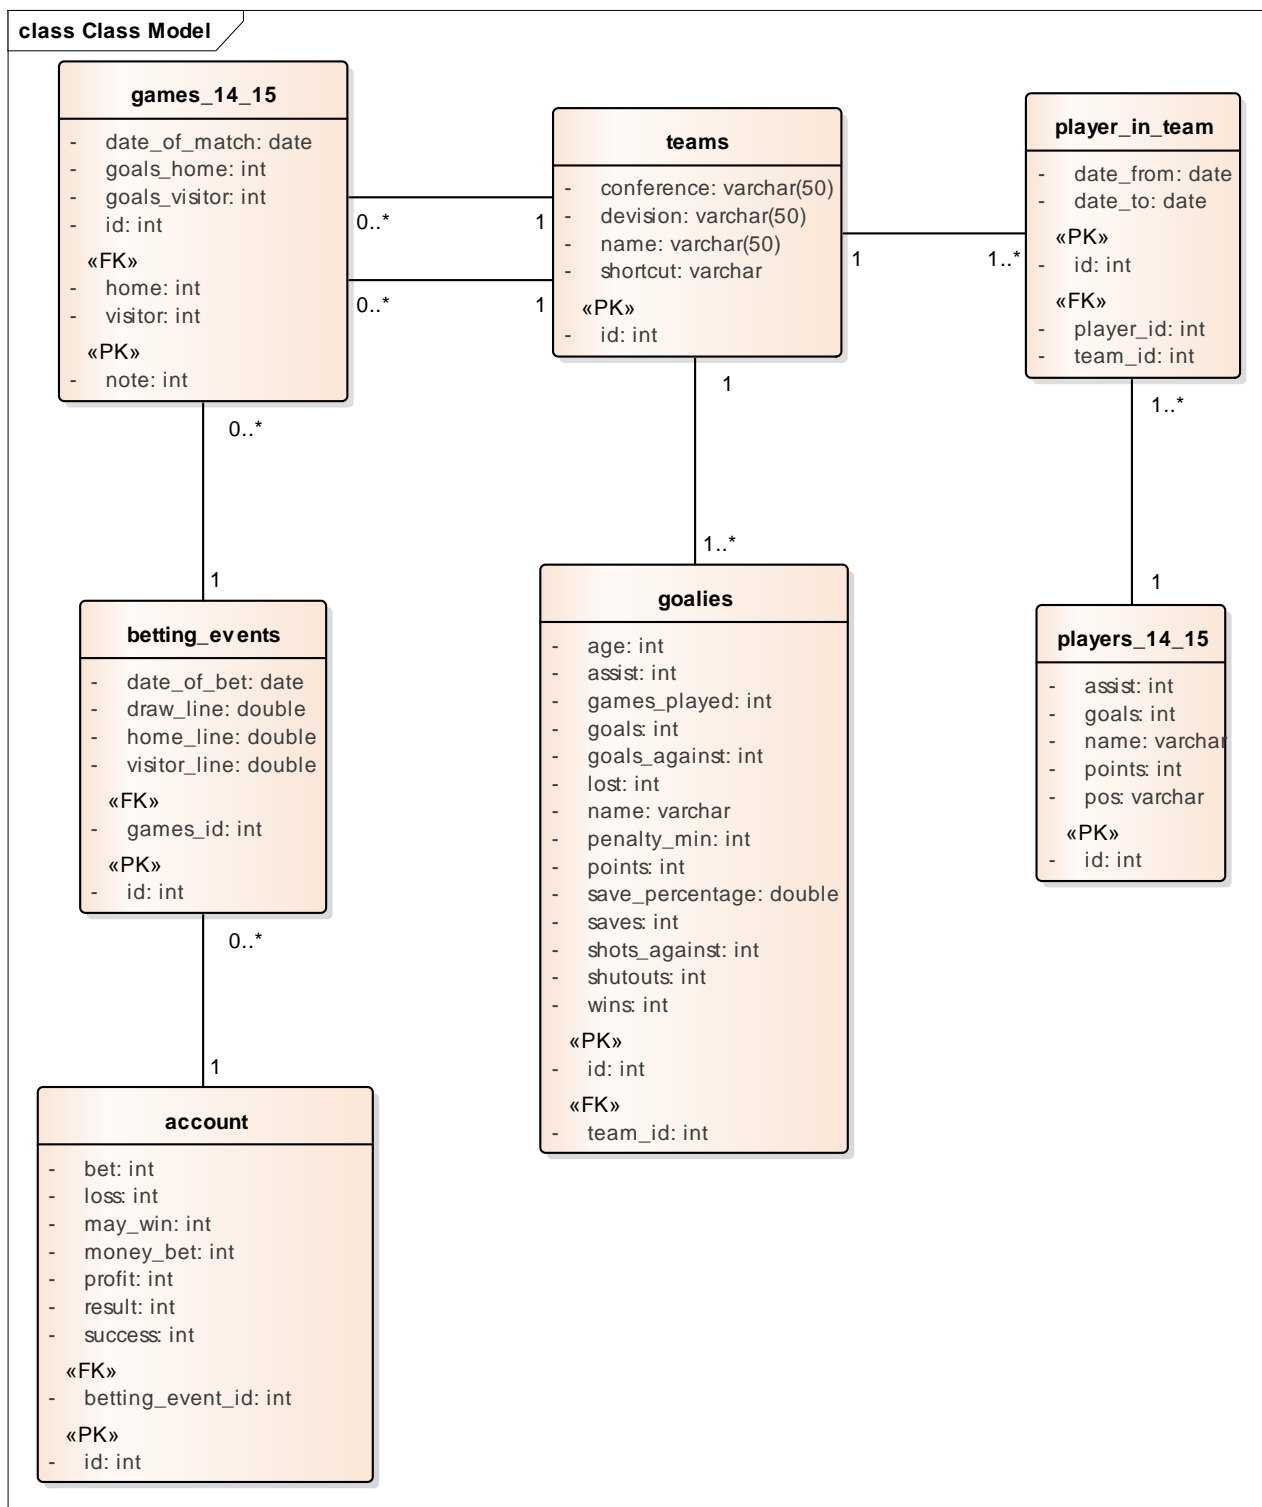 class Class Model
games_14_15
- date_of_match: date
- goals_home: int
- goals_visitor: int
- id: int
«FK»
- home: int
- visitor: int
«PK»
- note: int
0..*
1
0..*
1
teams
- conference: varchar(50)
- devision: varchar(50)
- name: varchar(50)
- shortcut: varchar
«PK»
- id: int
1
1..*
player_in_team
- date_from: date
- date_to: date
«PK»
- id: int
«FK»
- player_id: int
- team_id: int
0..*
1
1
1..*
1..*
1
betting_events
- date_of_bet: date
- draw_line: double
- home_line: double
- visitor_line: double
«FK»
- games_id: int
«PK»
- id: int
goalies
- age: int
- assist: int
- games_played: int
- goals: int
- goals_against: int
- lost: int
- name: varchar
- penalty_min: int
- points: int
- save_percentage: double
- saves: int
- shots_against: int
- shutouts: int
- wins: int
«PK»
- id: int
«FK»
- team_id: int
players_14_15
- assist: int
- goals: int
- name: varchar
- points: int
- pos: varchar
«PK»
- id: int
0..*
1
account
- bet: int
- loss: int
- may_win: int
- money_bet: int
- profit: int
- result: int
- success: int
«FK»
- betting_event_id: int
«PK»
- id: int